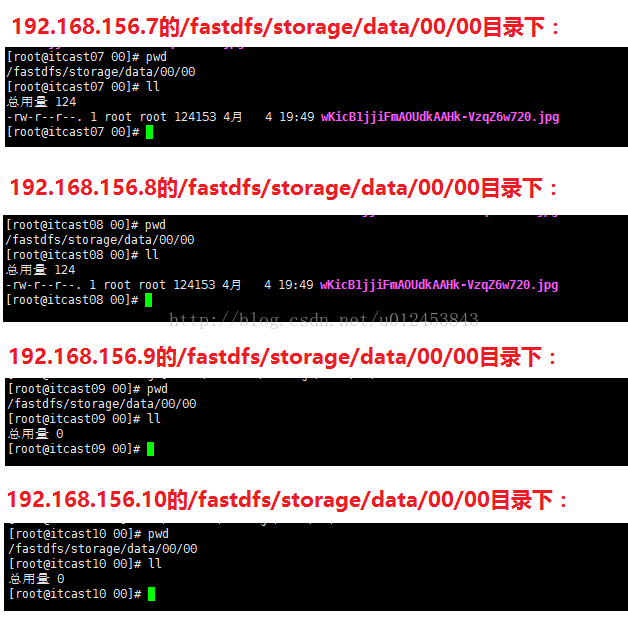 192.168.156.7的/fastdfs/storage/data/00/00目录下：
[root@itcast07 00]# pwd
/fastdfs/storage/data/00/00
[root@itcast07 00]# ll
总用量 124
-rw-r--r--. 1 root root 124153 4月   4 19:49 wKicB1jjiFmAOUdkAAHk-VzqZ6w720.jpg
[root@itcast07 00]#
192.168.156.8的/fastdfs/storage/data/00/00目录下：
[root@itcast08 00]# pwd
/fastdfs/storage/data/00/00
[root@itcast08 00]# ll
总用量 124
-rw-r--r--. 1 root root 124153 4月   4 19:49 wKicB1jjiFmAOUdkAAHk-VzqZ6w720.jpg
[root@itcast08 00]#
http://blog.csdn.net/u012453843
192.168.156.9的/fastdfs/storage/data/00/00目录下：
[root@itcast09 00]# pwd
/fastdfs/storage/data/00/00
[root@itcast09 00]# ll
总用量 0
[root@itcast09 00]#
192.168.156.10的/fastdfs/storage/data/00/00目录下：
[root@itcast10 00]# pwd
/fastdfs/storage/data/00/00
[root@itcast10 00]# ll
总用量 0
[root@itcast10 00]#